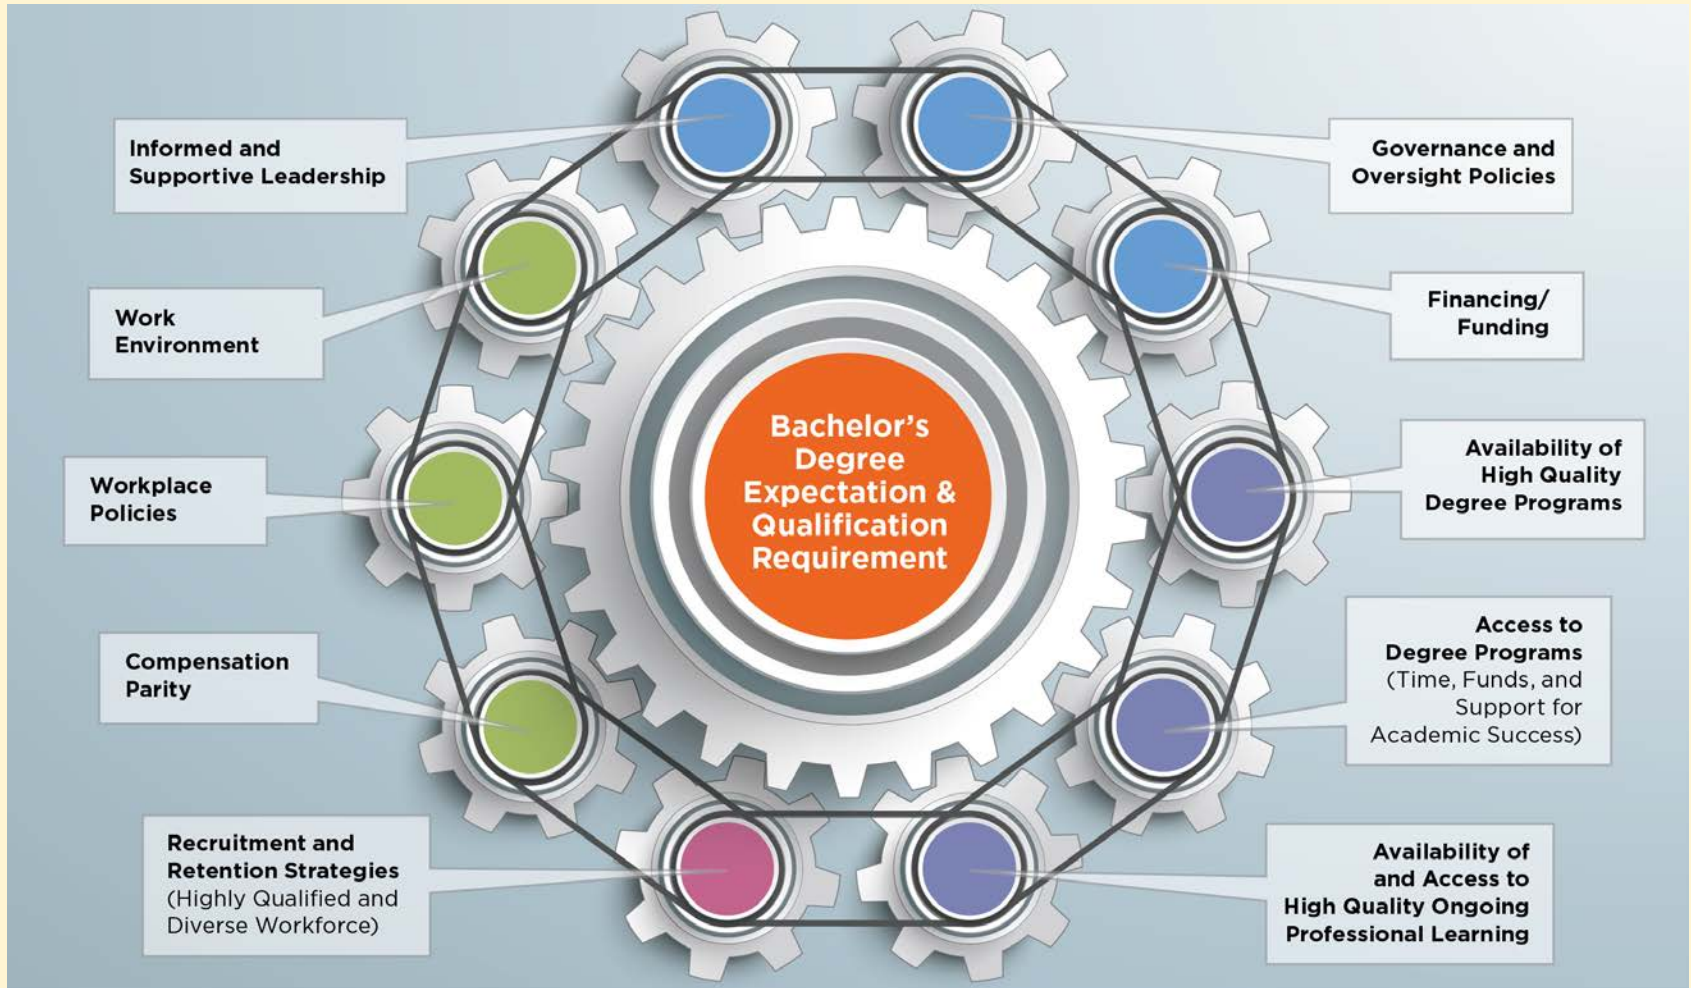 Informed and
Supportive Leadership
Work
Environment
Workplace
Policies
Compensation
Parity
Recruitment and
Retention Strategies
(Highly Qualified and
Diverse Workforce)
Bachelor's
Degree
Expectation &
Qualification
Requirement
Governance and
Oversight Policies
Financing/
Funding
Availability of
High Quality
Degree Programs
Access to
Degree Programs
(Time, Funds, and
Support for
Academic Success)
Availability of
and Access to
High Quality Ongoing
Professional Learning